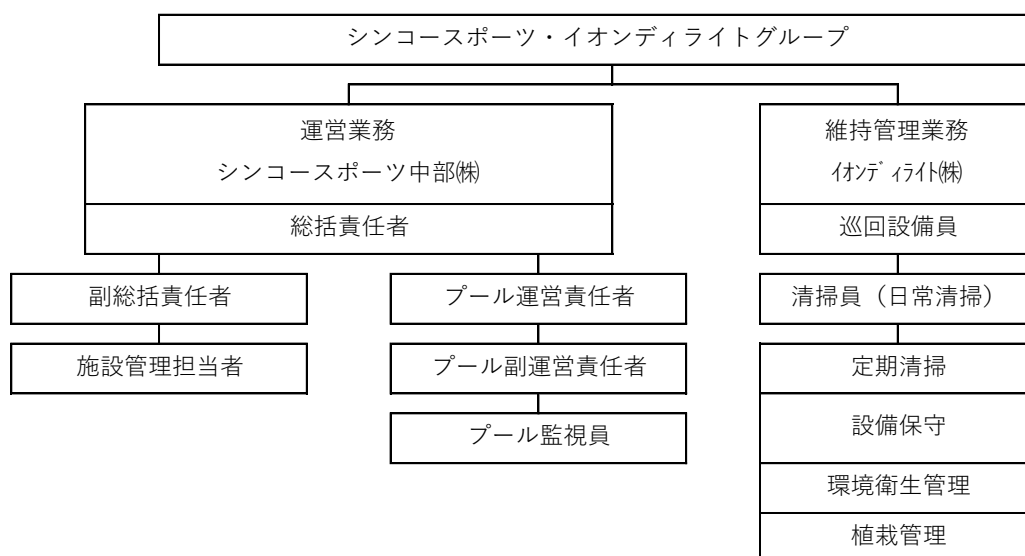 シンコースポーツ・イオンディライトグループ
運営業務
シンコースポーツ中部㈱
総括責任者
維持管理業務
ｲｵﾝﾃﾞｨﾗｲﾄ㈱
巡回設備員
副総括責任者
プール運営責任者
清掃員（日常清掃）
施設管理担当者
プール副運営責任者
定期清掃
プール監視員
設備保守
環境衛生管理
植栽管理